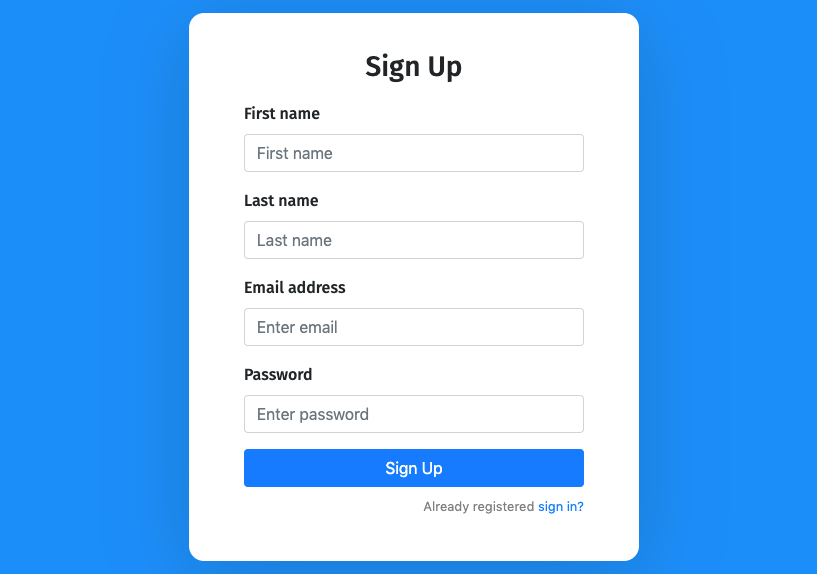 Sign Up
First name
First name
Last name
Last name
Email address
Enter email
Password
Enter password
Sign Up
Already registered sign in?